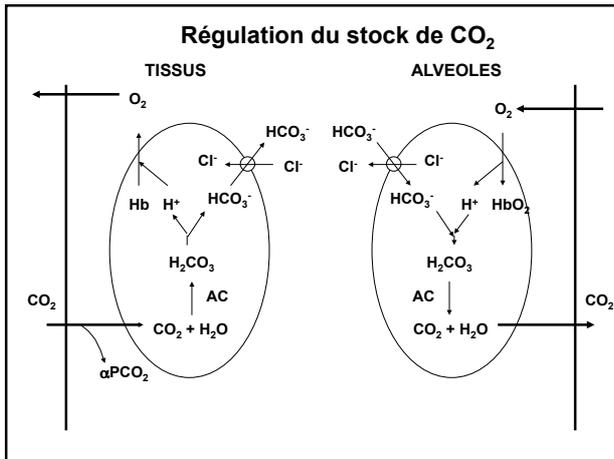 Régulation du stock de CO₂
TISSUS
ALVEOLES
O₂
HCO₃⁻
Cl⁻
Cl⁻
Hb
H⁺
HCO₃⁻
H₂CO₃
AC
CO₂
CO₂ + H₂O
αPCO₂
O₂
HCO₃⁻
Cl⁻
Cl⁻
HCO₃⁻
H⁺
HbO₂
H₂CO₃
AC
CO₂
CO₂ + H₂O